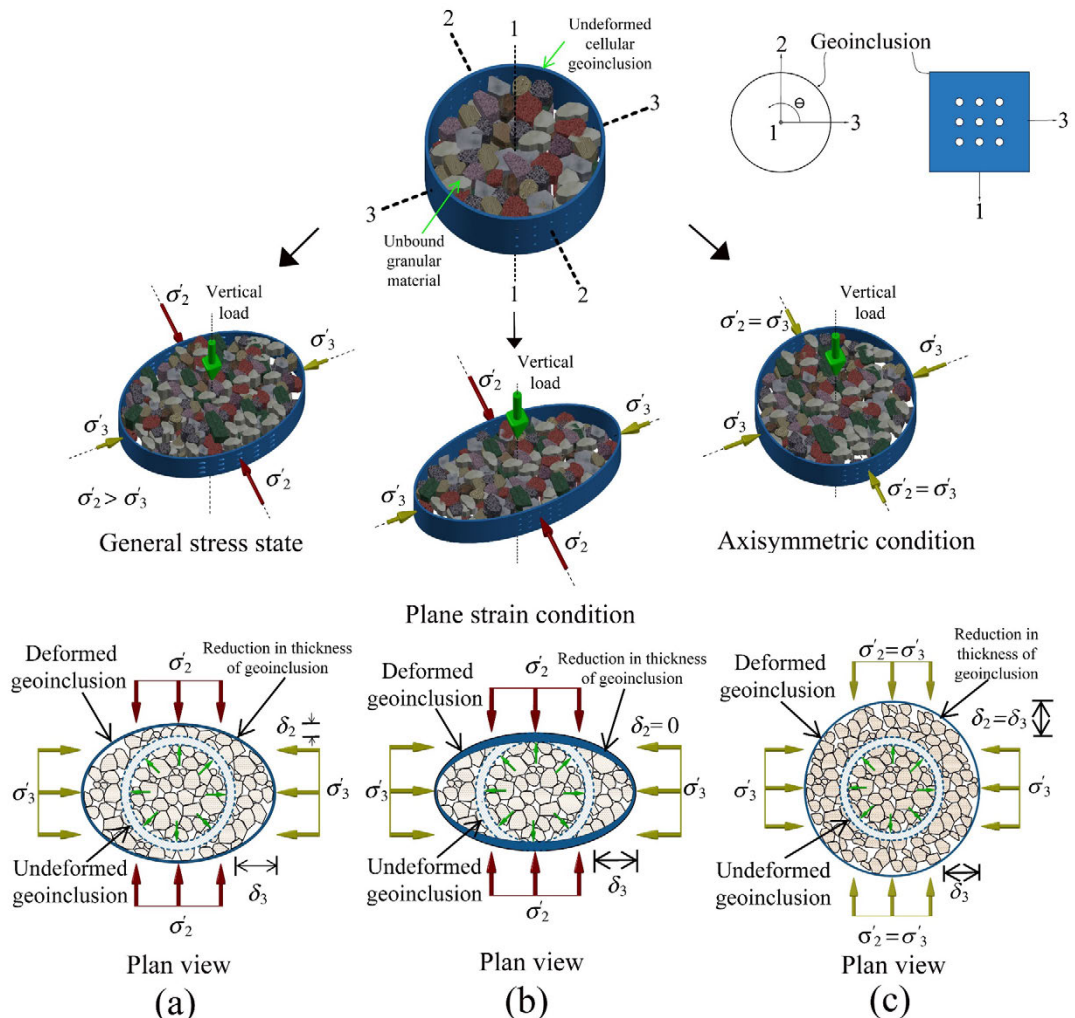 2
1
Undeformed
cellular
geoinclusion
3
3
Unbound
granular
material
1
2
Geoinclusion
2
θ
1
3
3
1
σ′2
Vertical
load
σ′3
σ′3
σ′2
σ′2 > σ′3
General stress state
σ′2
Vertical
load
σ′3
σ′3
σ′2
Plane strain condition
Vertical
load
σ′2 = σ′3
σ′3
σ′3
σ′2 = σ′3
Axisymmetric condition
Deformed
geoinclusion
σ′2
Reduction in thickness
of geoinclusion
δ2
σ′3
σ′3
Undeformed
geoinclusion
δ3
σ′2
Plan view
(a)
Deformed
geoinclusion
σ′2
Reduction in thickness
of geoinclusion
δ2 = 0
σ′3
σ′3
Undeformed
geoinclusion
δ3
σ′2
Plan view
(b)
Deformed
geoinclusion
σ′2 = σ′3
Reduction in
thickness of
geoinclusion
δ2 = δ3
σ′3
σ′3
Undeformed
geoinclusion
δ3
σ′2 = σ′3
Plan view
(c)